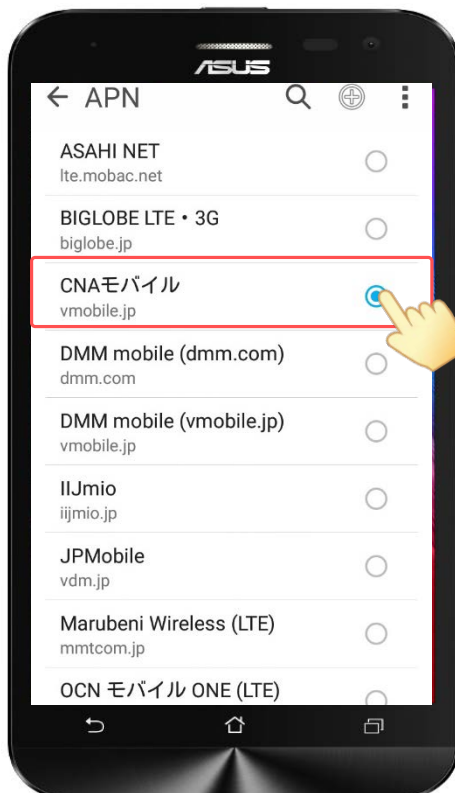 ASUS
APN
ASAHI NET
lte.mobac.net
BIGLOBE LTE・3G
biglobe.jp
CNAモバイル
vmobile.jp
DMM mobile (dmm.com)
dmm.com
DMM mobile (vmobile.jp)
vmobile.jp
IIJmio
iijmio.jp
JPMobile
vdm.jp
Marubeni Wireless (LTE)
mmtcom.jp
OCN モバイル ONE (LTE)